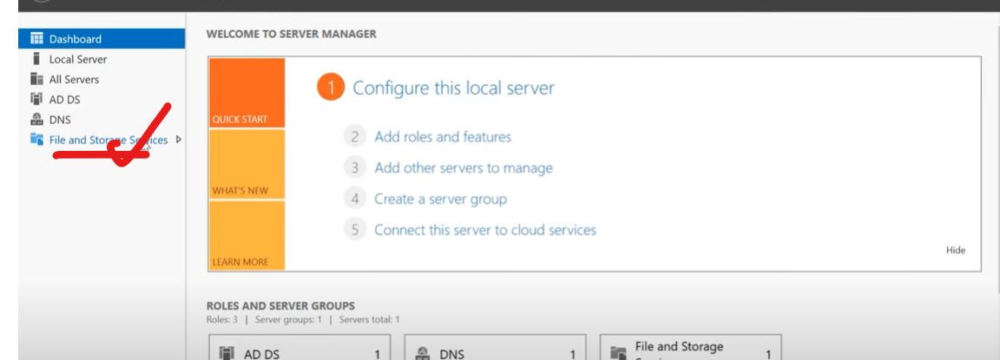 Dashboard
Local Server
All Servers
AD DS
DNS
File and Storage Services
WELCOME TO SERVER MANAGER
QUICK START
WHAT'S NEW
LEARN MORE
1 Configure this local server
2 Add roles and features
3 Add other servers to manage
4 Create a server group
5 Connect this server to cloud services
Hide
ROLES AND SERVER GROUPS
Roles: 3 | Server groups: 1 | Servers total: 1
AD DS 1
DNS 1
File and Storage
1